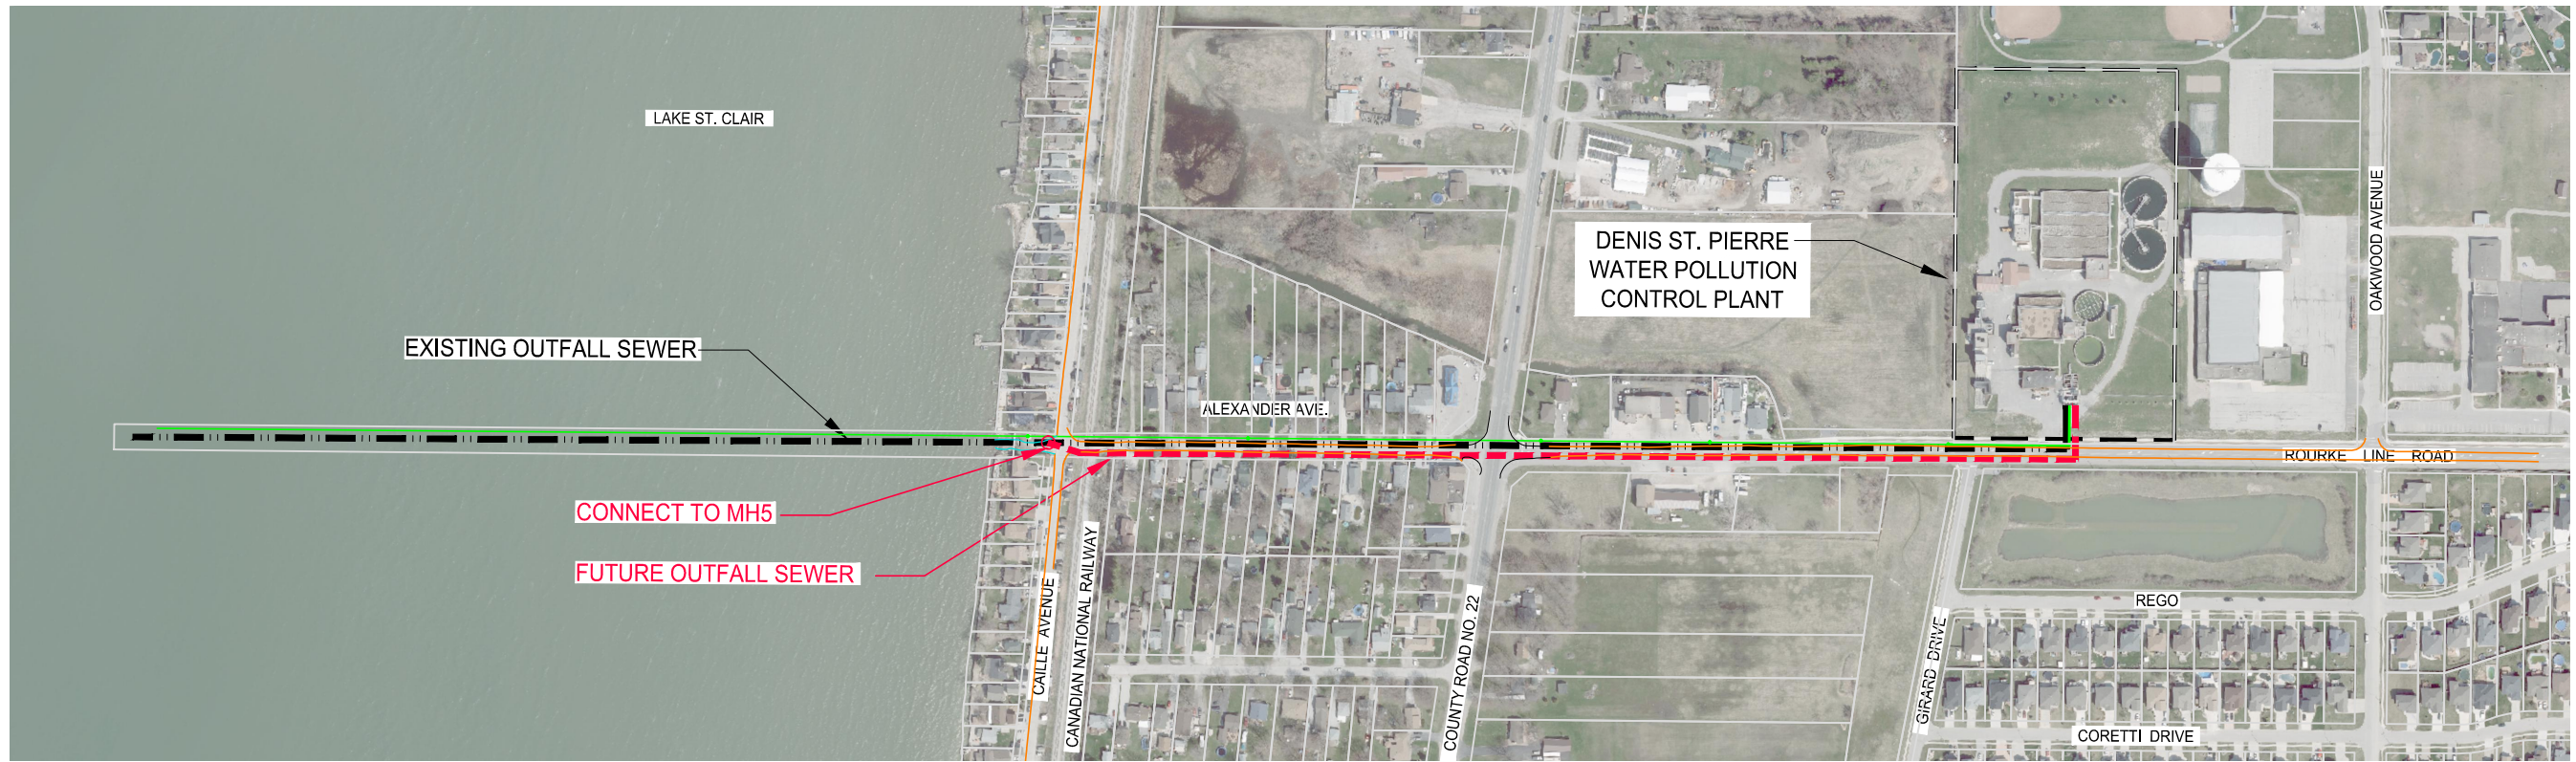 LAKE ST. CLAIR
EXISTING OUTFALL SEWER
CONNECT TO MH5
FUTURE OUTFALL SEWER
CAILLE AVENUE
CANADIAN NATIONAL RAILWAY
ALEXANDER AVE.
COUNTY ROAD NO. 22
DENIS ST. PIERRE
WATER POLLUTION
CONTROL PLANT
OAKWOOD AVENUE
ROURKE LINE ROAD
GIRARD DRIVE
REGO
CORETTI DRIVE